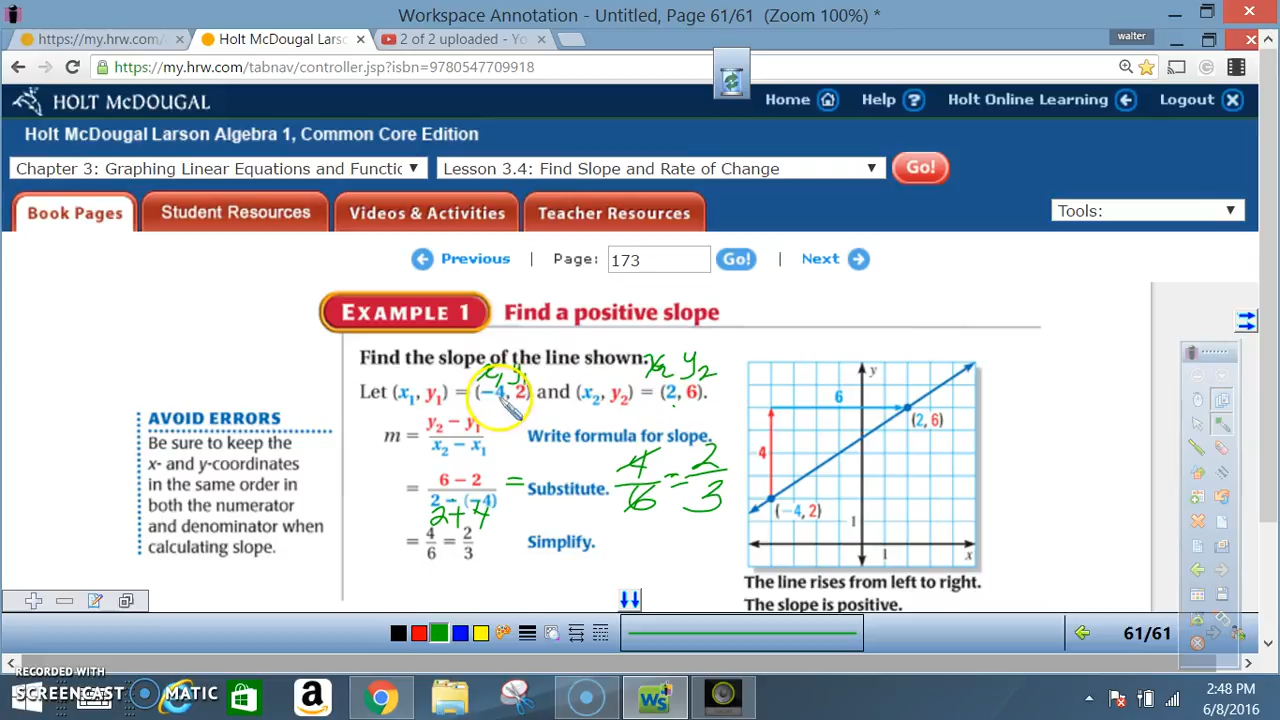 Workspace Annotation - Untitled, Page 61/61 (Zoom 100%) *
https://my.hrw.com/ ×
Holt McDougal Lars ×
2 of 2 uploaded - Yo ×
walter
https://my.hrw.com/tabnav/controller.jsp?isbn=9780547709918
HOLT McDOUGAL
Home
Help ?
Holt Online Learning
Logout
Holt McDougal Larson Algebra 1, Common Core Edition
Chapter 3: Graphing Linear Equations and Functic
Lesson 3.4: Find Slope and Rate of Change
Go!
Book Pages
Student Resources
Videos & Activities
Teacher Resources
Tools:
Previous | Page: 173 Go! | Next
EXAMPLE 1 Find a positive slope
Find the slope of the line shown.
x₁ y₁ x₂ y₂
Let (x₁, y₁) = (−4, 2) and (x₂, y₂) = (2, 6).
m = (y₂ − y₁)/(x₂ − x₁) Write formula for slope.
= (6 − 2)/(2 − (−4)) = Substitute. 4/6 = 2/3
2+4
= 4/6 = 2/3 Simplify.
AVOID ERRORS
Be sure to keep the
x- and y-coordinates
in the same order in
both the numerator
and denominator when
calculating slope.
y
6
(2, 6)
4
(−4, 2)
1
1
x
The line rises from left to right.
The slope is positive.
61/61
RECORDED WITH
SCREENCAST MATIC
2:48 PM
6/8/2016